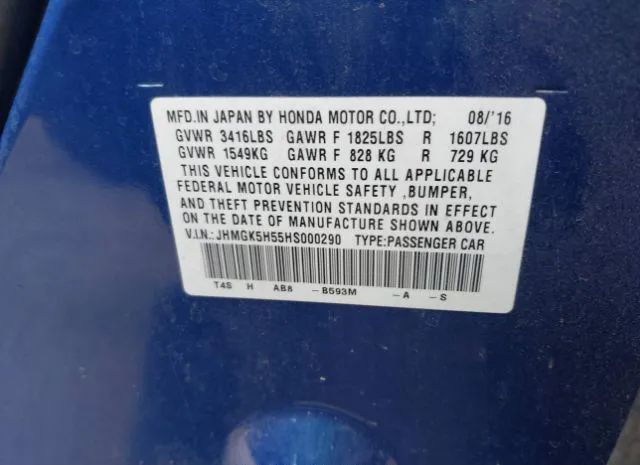 MFD.IN JAPAN BY HONDA MOTOR CO.,LTD; 08/'16
GVWR 3416LBS GAWR F 1825LBS R 1607LBS
GVWR 1549KG GAWR F 828 KG R 729 KG
THIS VEHICLE CONFORMS TO ALL APPLICABLE
FEDERAL MOTOR VEHICLE SAFETY ,BUMPER,
AND THEFT PREVENTION STANDARDS IN EFFECT
ON THE DATE OF MANUFACTURE SHOWN ABOVE.
V.I.N.: JHMGK5H55HS000290 TYPE:PASSENGER CAR
T4S H AB8 -B593M -A -S